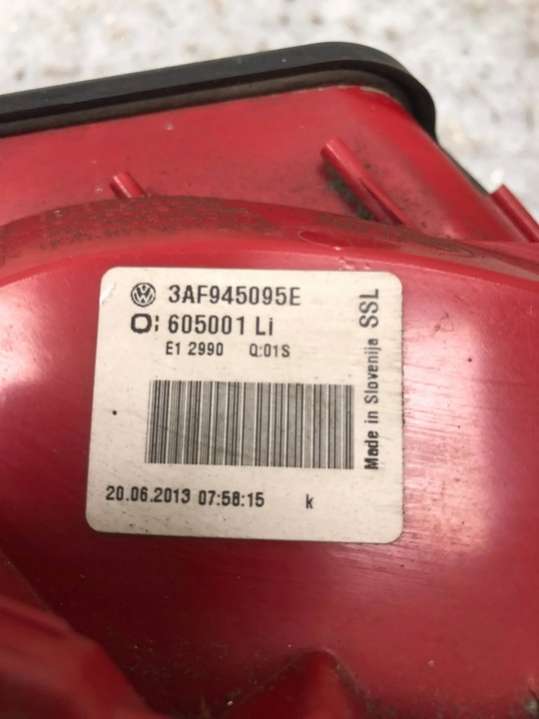 3AF945095E
605001 Li
E1 2990 Q:01S
20.06.2013 07:58:15 k
Made in Slovenija SSL